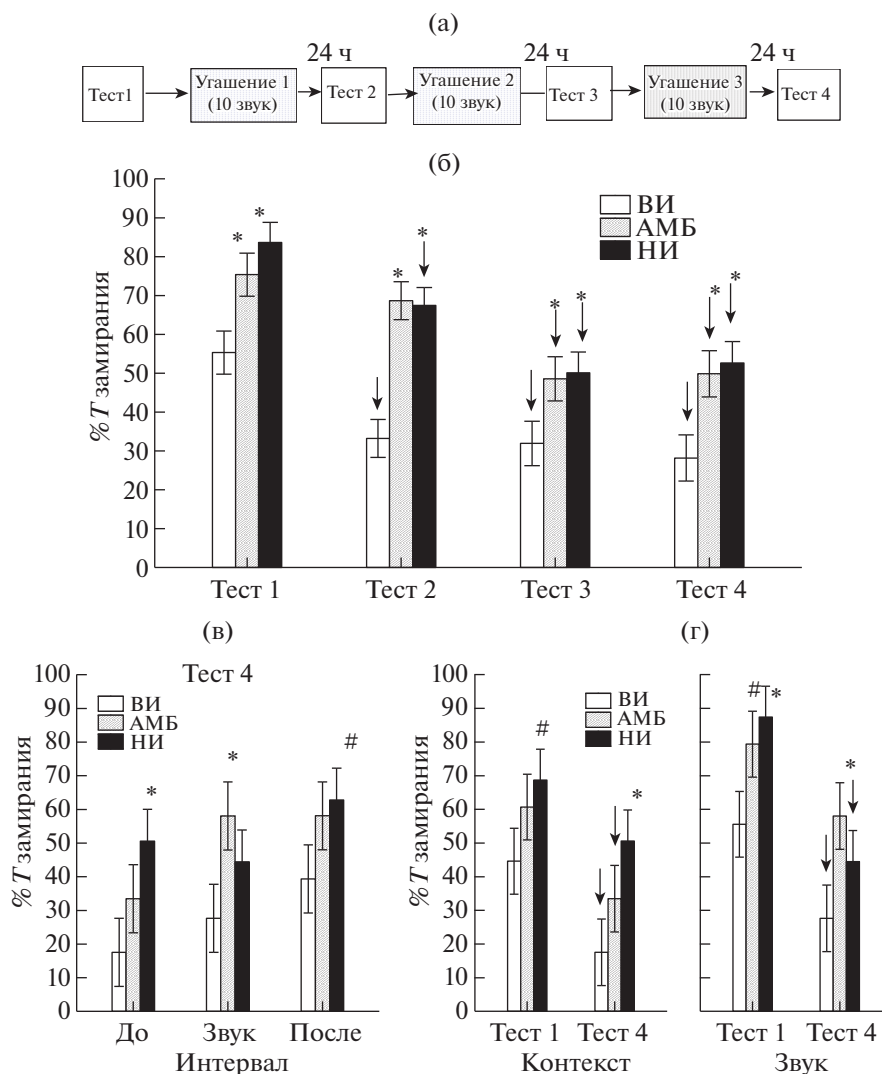 (а)
24 ч 24 ч 24 ч
Тест1 Угашение 1 Тест 2 Угашение 2 Тест 3 Угашение 3 Тест 4
(10 звук) (10 звук) (10 звук)
(б)
100
90
80
70
60
50
40
30
20
10
0
%T замирания
* * * * * * * *
ВИ
АМБ
НИ
Тест 1 Тест 2 Тест 3 Тест 4
(в)
Тест 4
100
90
80
70
60
50
40
30
20
10
0
%T замирания
ВИ
АМБ
НИ
* * #
До Звук После
Интервал
(г)
100
90
80
70
60
50
40
30
20
10
0
%T замирания
ВИ
АМБ
НИ
# *
# * *
Тест 1 Тест 4 Тест 1 Тест 4
Контекст Звук